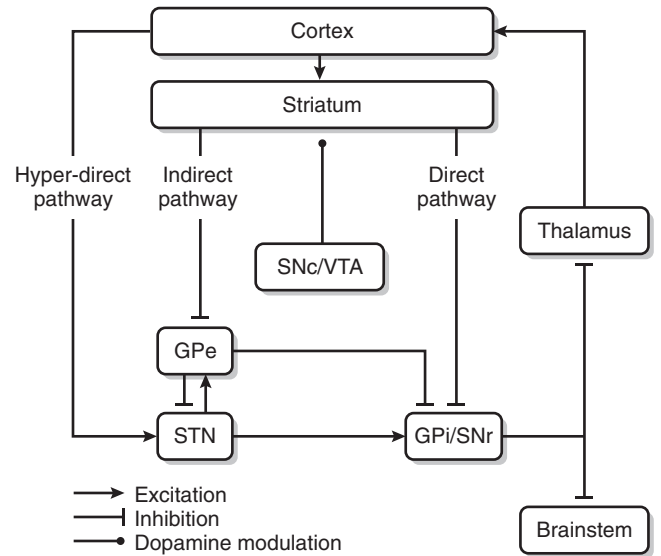 Cortex
Striatum
Hyper-direct
pathway
Indirect
pathway
Direct
pathway
Thalamus
SNc/VTA
GPe
STN
GPi/SNr
Excitation
Inhibition
Dopamine modulation
Brainstem